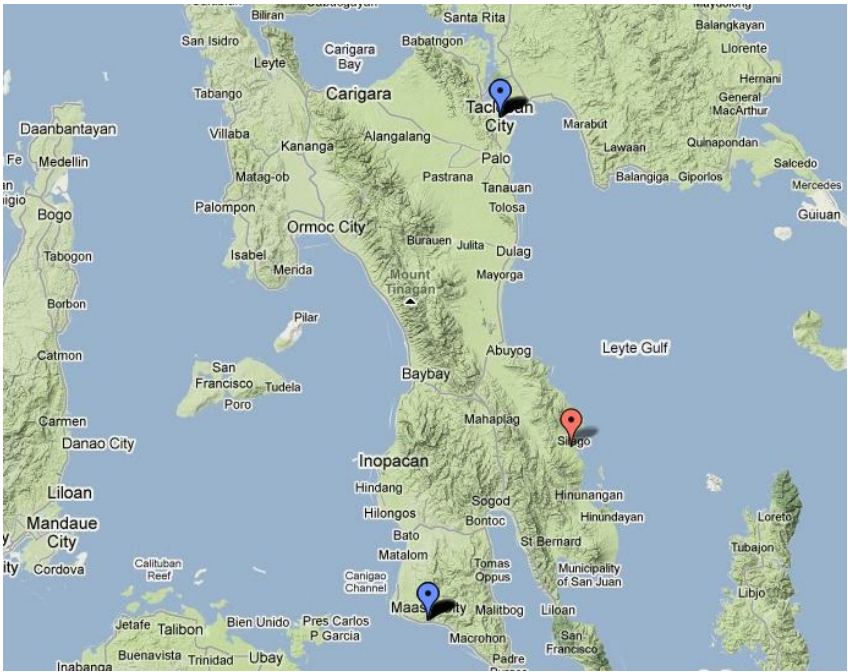 Biliran
Santa Rita
Balangkayan
San Isidro
Babatngon
Llorente
Leyte
Carigara
Bay
Hernani
Tabango
Carigara
City
General
MacArthur
Daanbantayan
Villaba
Alangalang
Marabut
Fe
Medellin
Kananga
Lawaan
Quinapondan
Palo
Salcedo
Matag-ob
Pastrana
Balangiga
Giporlos
Tanauan
Mercedes
Bogo
Palompon
Tolosa
Guiuan
Ormoc City
Burauen
Julita
Dulag
Tabogon
Isabel
Merida
Mount
Tinagan
Mayorga
Borbon
Pilar
Catmon
Abuyog
Leyte Gulf
San
Francisco
Tudela
Baybay
Poro
Carmen
Mahaplag
Danao City
Inopacan
Liloan
Hindang
Sogod
Hinunangan
Hilongos
Bontoc
Hindunayan
Loreto
Mandaue
City
Bato
St Bernard
Tubajon
Matalom
Cordova
Calituban
Reef
Canigao
Channel
Tomas
Oppus
Municipality
of San Juan
Libjo
City
Malitbog
Liloan
Jetafe
Talibon
Bien Unido
Pres Carlos
P Garcia
Macrohon
San
Francisco
Buenavista
Trinidad
Ubay
Padre
Inabanga